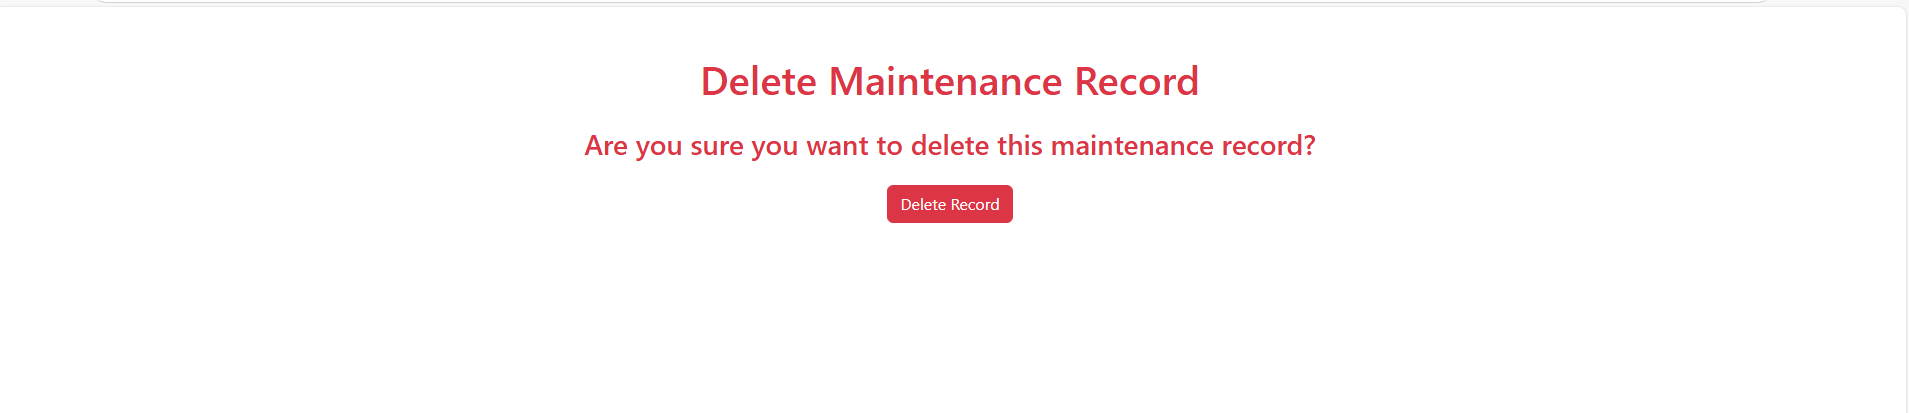 Delete Maintenance Record
Are you sure you want to delete this maintenance record?
Delete Record